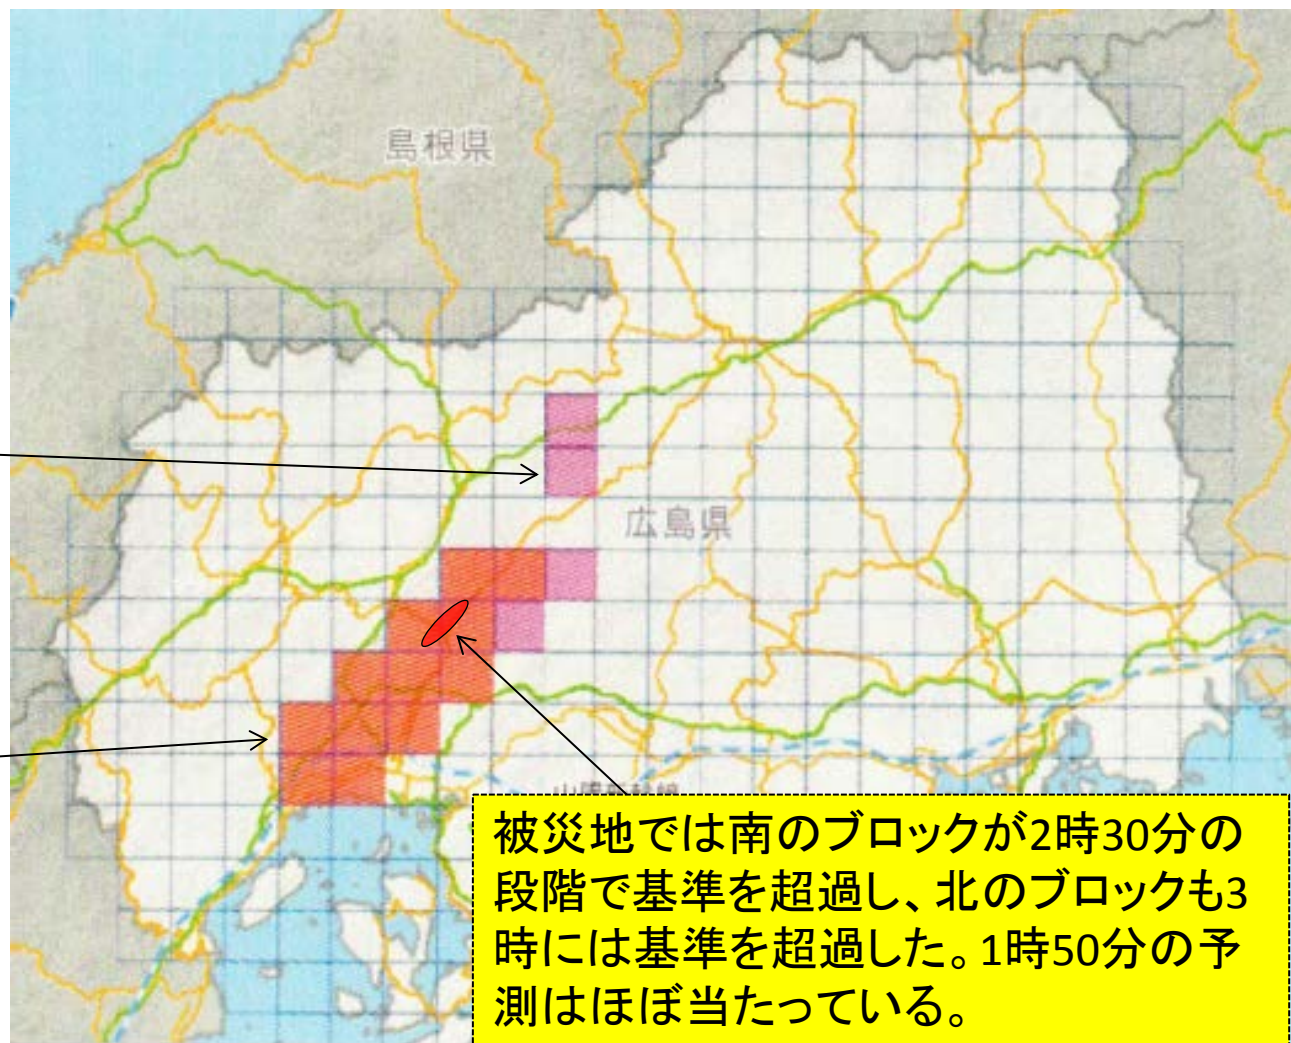 島根県
広島県
被災地では南のブロックが2時30分の
段階で基準を超過し、北のブロックも3
時には基準を超過した。1時50分の予
測はほぼ当たっている。